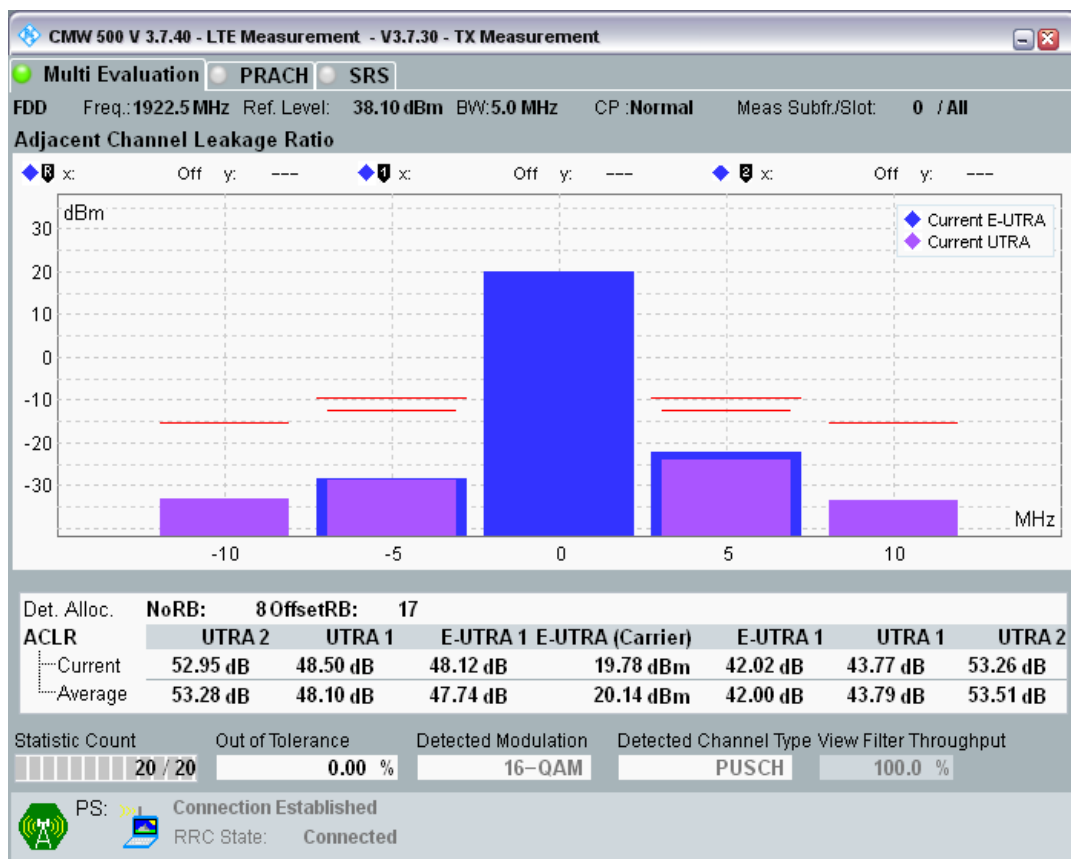 CMW 500 V 3.7.40 - LTE Measurement - V3.7.30 - TX Measurement
Multi Evaluation PRACH SRS
FDD Freq.: 1922.5 MHz Ref. Level: 38.10 dBm BW: 5.0 MHz CP : Normal Meas Subfr./Slot: 0 / All
Adjacent Channel Leakage Ratio
R x: Off y: --- 1 x: Off y: --- 2 x: Off y: ---
dBm
Current E-UTRA
Current UTRA
30
20
10
0
-10
-20
-30
MHz
-10 -5 0 5 10
Det. Alloc. NoRB: 8 OffsetRB: 17
ACLR UTRA 2 UTRA 1 E-UTRA 1 E-UTRA (Carrier) E-UTRA 1 UTRA 1 UTRA 2
Current 52.95 dB 48.50 dB 48.12 dB 19.78 dBm 42.02 dB 43.77 dB 53.26 dB
Average 53.28 dB 48.10 dB 47.74 dB 20.14 dBm 42.00 dB 43.79 dB 53.51 dB
Statistic Count Out of Tolerance Detected Modulation Detected Channel Type View Filter Throughput
20 / 20 0.00 % 16-QAM PUSCH 100.0 %
PS: Connection Established
RRC State: Connected